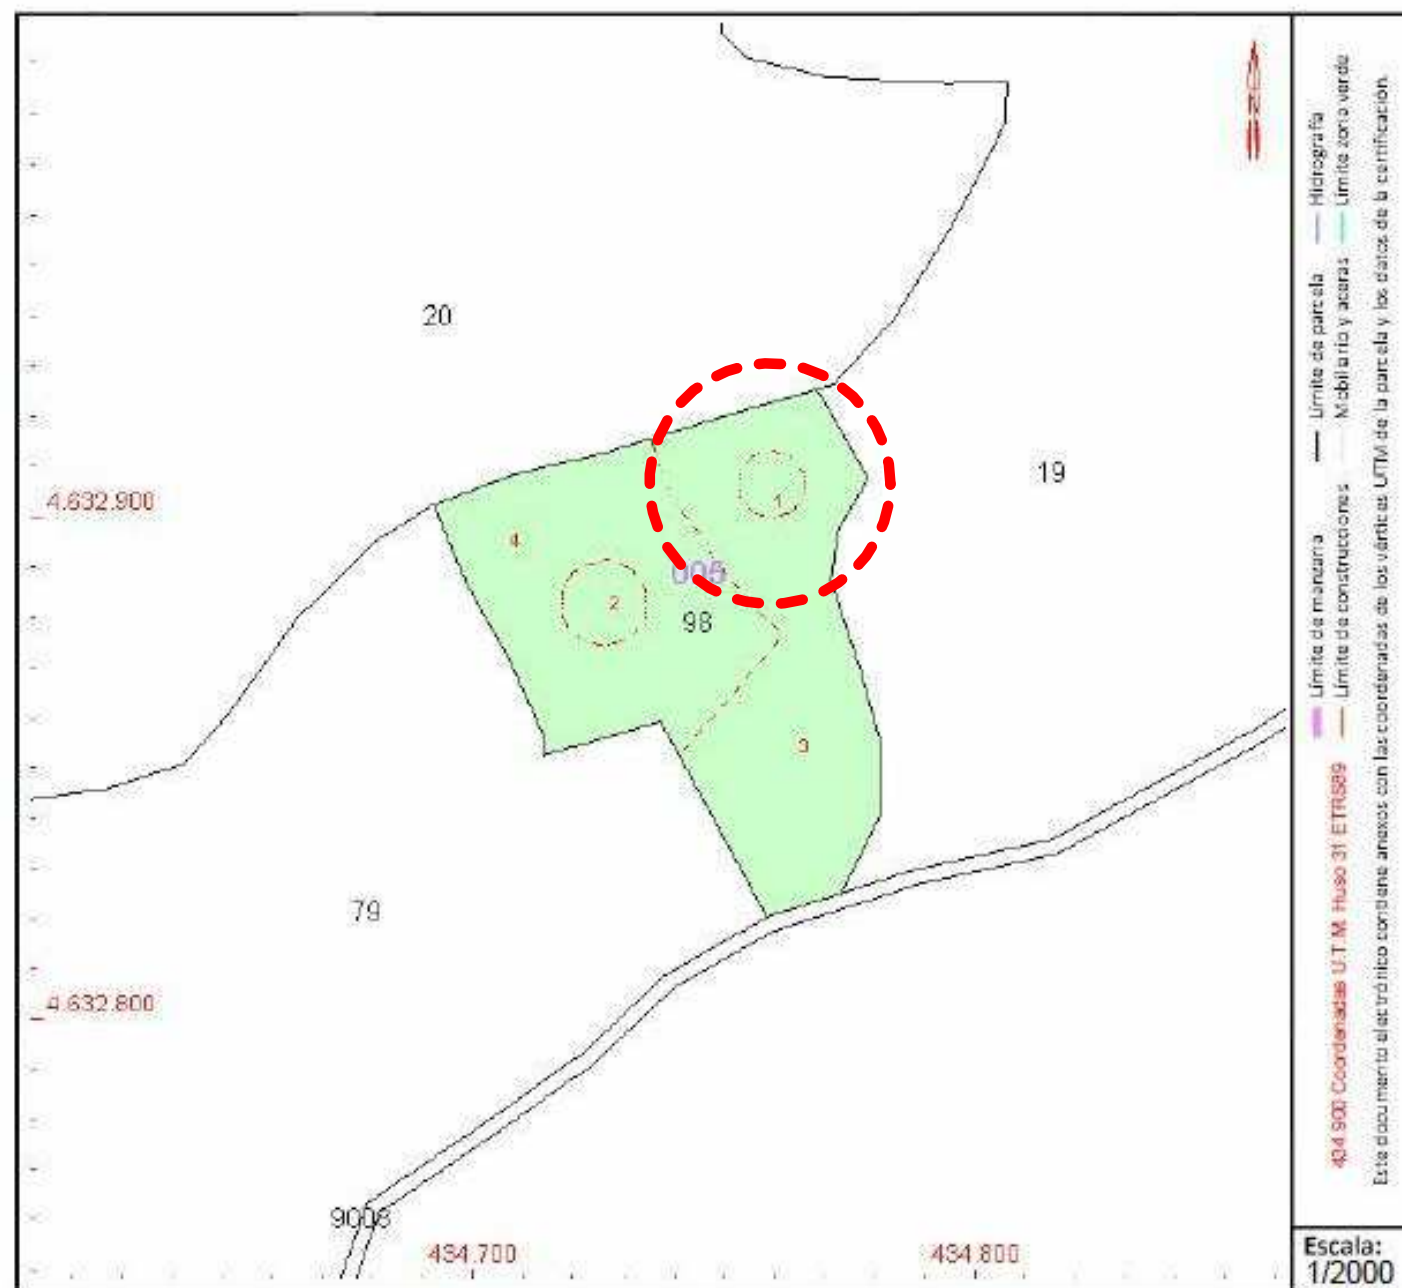 20
19
4.632.900
4
1
005
2
98
3
79
4.632.800
9008
434.700
434.800
Límite de manzana
Límite de parcela
Hidrografía
Límite de construcciones
Mobiliario y aceras
Límite zona verde
434.900 Coordenadas U.T.M. Huso 31 ETRS89
Este documento electrónico contiene anexos con las coordenadas de los vértices UTM de la parcela y los datos de la certificación.
Escala:
1/2000